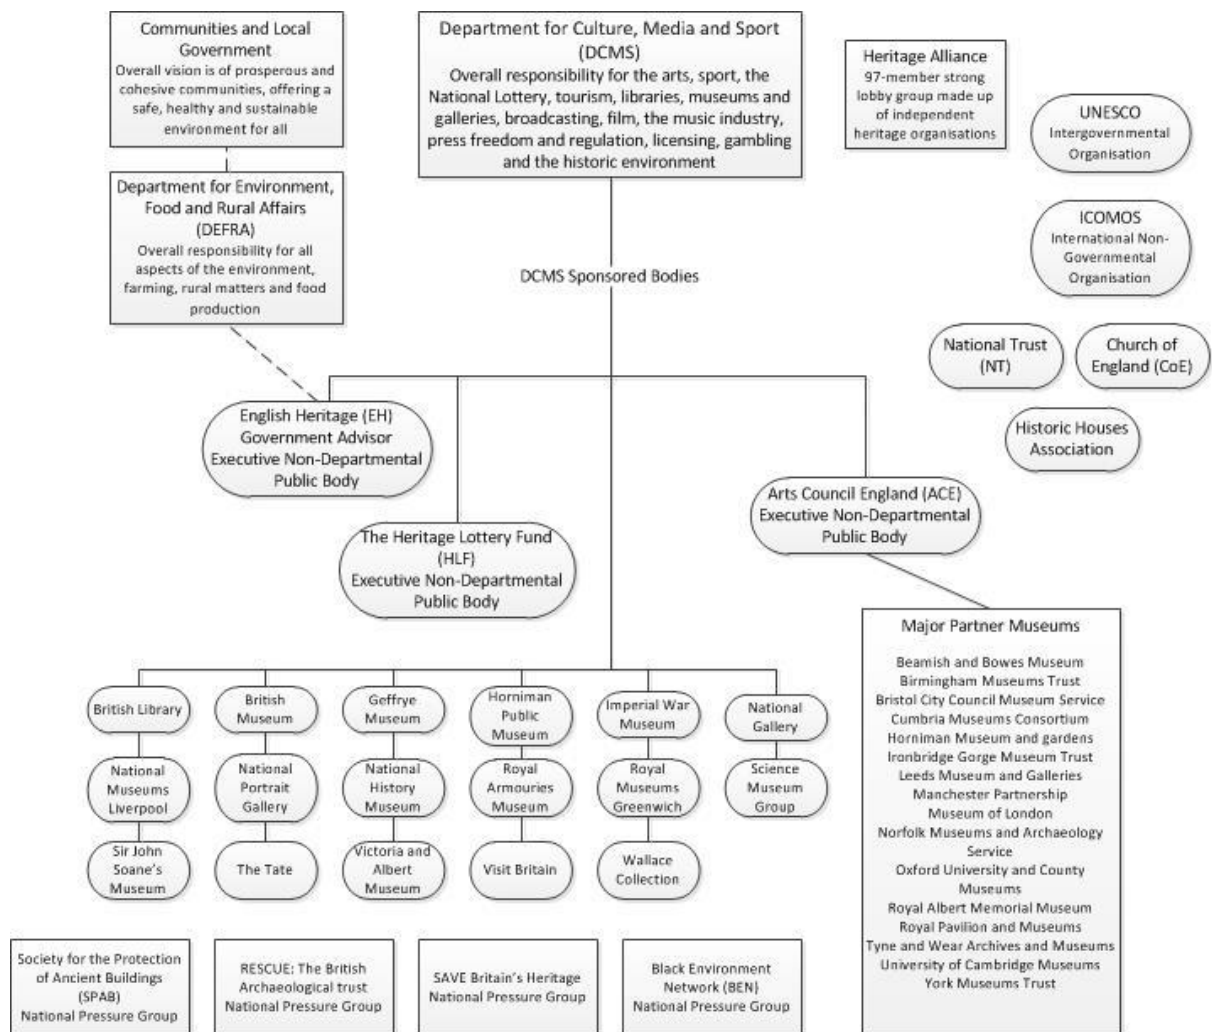 Communities and Local
Government
Overall vision is of prosperous and
cohesive communities, offering a
safe, healthy and sustainable
environment for all
Department for Culture, Media and Sport
(DCMS)
Overall responsibility for the arts, sport, the
National Lottery, tourism, libraries, museums and
galleries, broadcasting, film, the music industry,
press freedom and regulation, licensing, gambling
and the historic environment
Heritage Alliance
97-member strong
lobby group made up
of independent
heritage organisations
UNESCO
Intergovernmental
Organisation
Department for Environment,
Food and Rural Affairs
(DEFRA)
Overall responsibility for all
aspects of the environment,
farming, rural matters and food
production
ICOMOS
International Non-
Governmental
Organisation
DCMS Sponsored Bodies
National Trust
(NT)
Church of
England (CoE)
Historic Houses
Association
English Heritage (EH)
Government Advisor
Executive Non-Departmental
Public Body
The Heritage Lottery Fund
(HLF)
Executive Non-Departmental
Public Body
Arts Council England (ACE)
Executive Non-Departmental
Public Body
Major Partner Museums
Beamish and Bowes Museum
Birmingham Museums Trust
Bristol City Council Museum Service
Cumbria Museums Consortium
Horniman Museum and gardens
Ironbridge Gorge Museum Trust
Leeds Museum and Galleries
Manchester Partnership
Museum of London
Norfolk Museums and Archaeology
Service
Oxford University and County
Museums
Royal Albert Memorial Museum
Royal Pavilion and Museums
Tyne and Wear Archives and Museums
University of Cambridge Museums
York Museums Trust
British Library
British
Museum
Geffrye
Museum
Horniman
Public
Museum
Imperial War
Museum
National
Gallery
National
Museums
Liverpool
National
Portrait
Gallery
National
History
Museum
Royal
Armouries
Museum
Royal
Museums
Greenwich
Science
Museum
Group
Sir John
Soane's
Museum
The Tate
Victoria and
Albert
Museum
Visit Britain
Wallace
Collection
Society for the Protection
of Ancient Buildings
(SPAB)
National Pressure Group
RESCUE: The British
Archaeological trust
National Pressure Group
SAVE Britain's Heritage
National Pressure Group
Black Environment
Network (BEN)
National Pressure Group